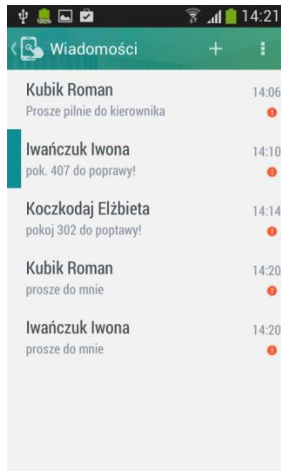 14:21
Wiadomości
Kubik Roman 14:06
Prosze pilnie do kierownika
Iwańczuk Iwona 14:10
pok. 407 do poprawy!
Koczkodaj Elżbieta 14:14
pokoj 302 do poptawy!
Kubik Roman 14:20
prosze do mnie
Iwańczuk Iwona 14:20
prosze do mnie